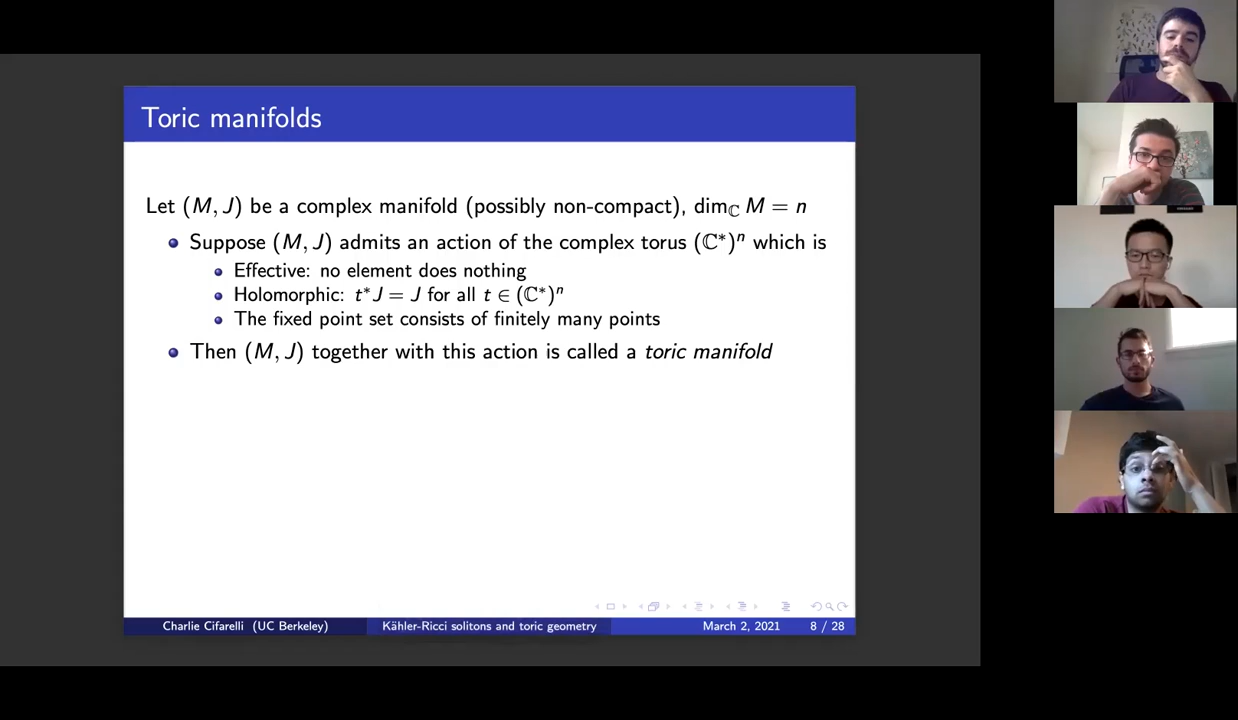 Toric manifolds
Let (M, J) be a complex manifold (possibly non-compact), dim_ℂ M = n
Suppose (M, J) admits an action of the complex torus (ℂ*)ⁿ which is
Effective: no element does nothing
Holomorphic: t*J = J for all t ∈ (ℂ*)ⁿ
The fixed point set consists of finitely many points
Then (M, J) together with this action is called a toric manifold
Charlie Cifarelli (UC Berkeley) Kähler-Ricci solitons and toric geometry March 2, 2021 8 / 28